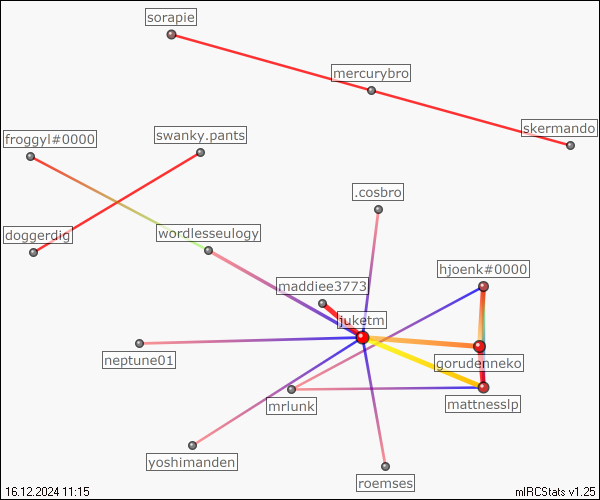 sorapie
mercurybro
skermando
froggyl#0000
swanky.pants
.cosbro
doggerdig
wordlesseulogy
hjoenk#0000
maddiee3773
juketm
neptune01
gorudenneko
mrlunk
mattnesslp
yoshimanden
roemses
16.12.2024 11:15
mIRCStats v1.25